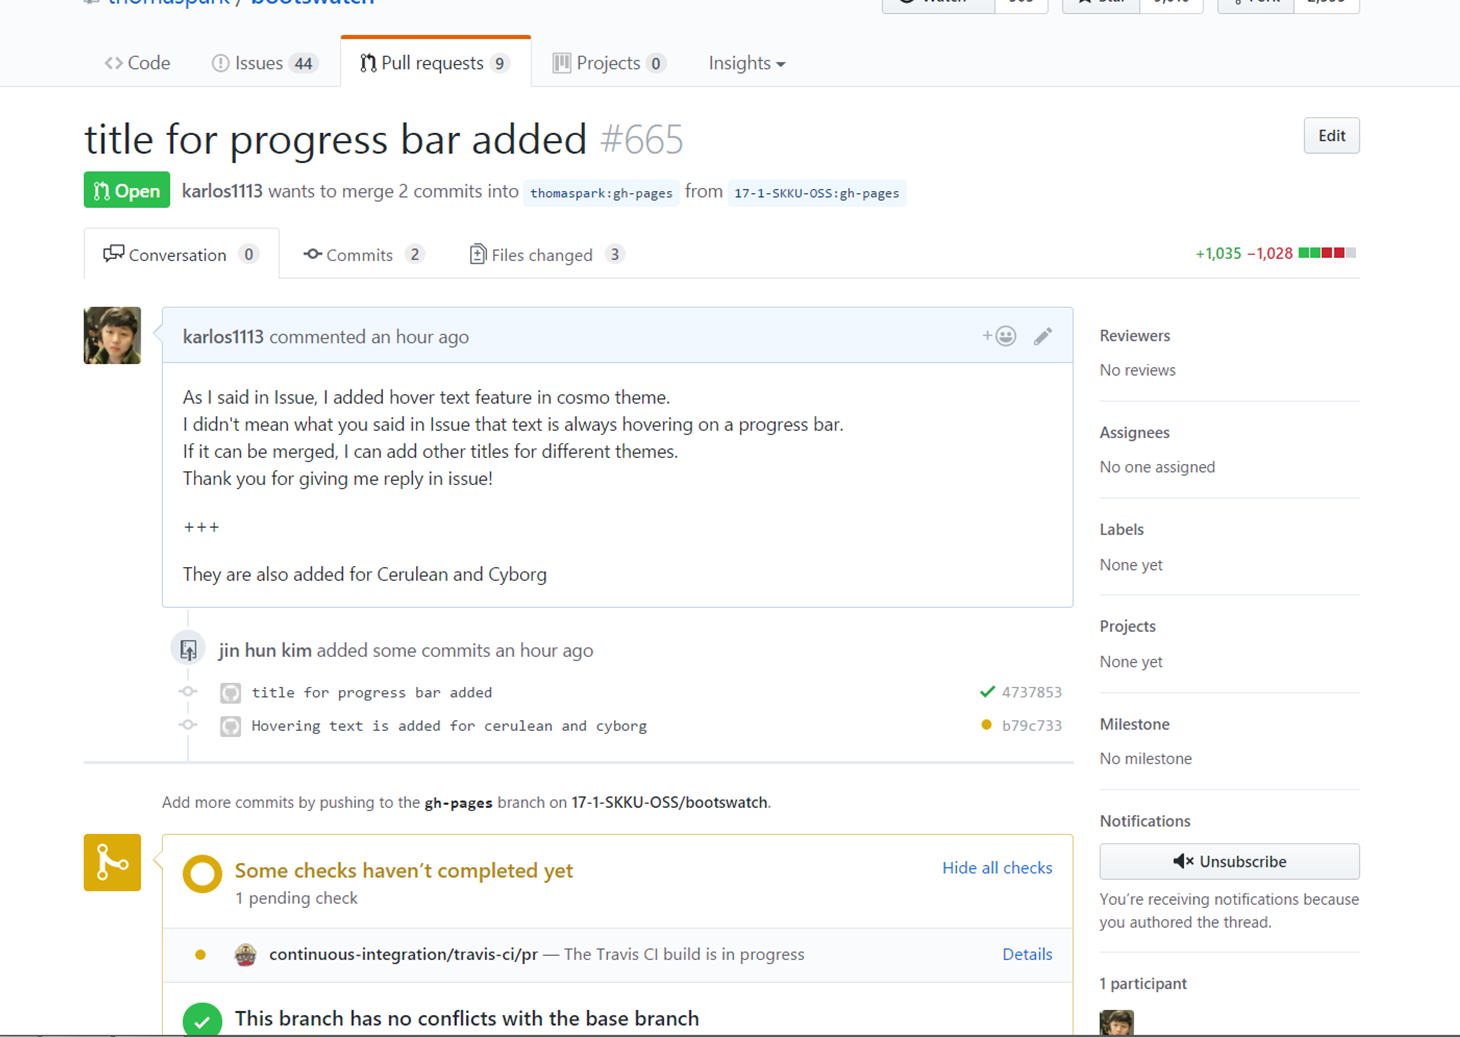 thomaspark / bootswatch
Watch
Star
Fork
Code
Issues 44
Pull requests 9
Projects 0
Insights
title for progress bar added #665
Edit
Open
karlos1113 wants to merge 2 commits into thomaspark:gh-pages from 17-1-SKKU-OSS:gh-pages
Conversation 0
Commits 2
Files changed 3
+1,035 −1,028
karlos1113 commented an hour ago
As I said in Issue, I added hover text feature in cosmo theme.
I didn't mean what you said in Issue that text is always hovering on a progress bar.
If it can be merged, I can add other titles for different themes.
Thank you for giving me reply in issue!
+++
They are also added for Cerulean and Cyborg
jin hun kim added some commits an hour ago
title for progress bar added 4737853
Hovering text is added for cerulean and cyborg b79c733
Add more commits by pushing to the gh-pages branch on 17-1-SKKU-OSS/bootswatch.
Some checks haven’t completed yet
Hide all checks
1 pending check
continuous-integration/travis-ci/pr — The Travis CI build is in progress
Details
This branch has no conflicts with the base branch
Reviewers
No reviews
Assignees
No one assigned
Labels
None yet
Projects
None yet
Milestone
No milestone
Notifications
Unsubscribe
You’re receiving notifications because
you authored the thread.
1 participant